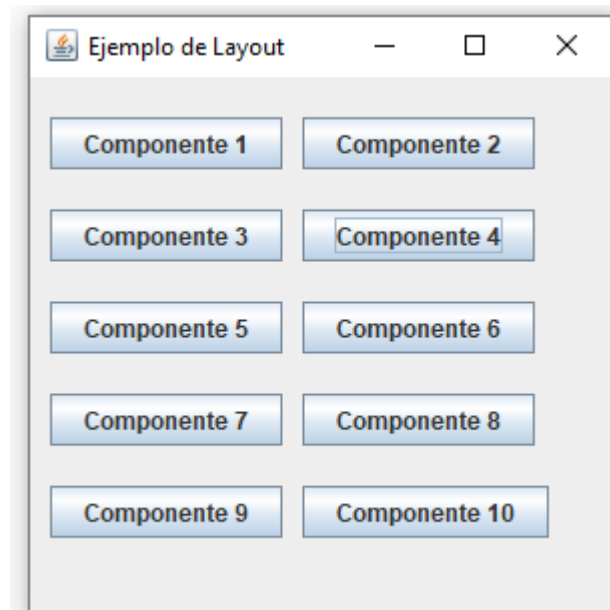 Ejemplo de Layout
Componente 1 Componente 2
Componente 3 Componente 4
Componente 5 Componente 6
Componente 7 Componente 8
Componente 9 Componente 10